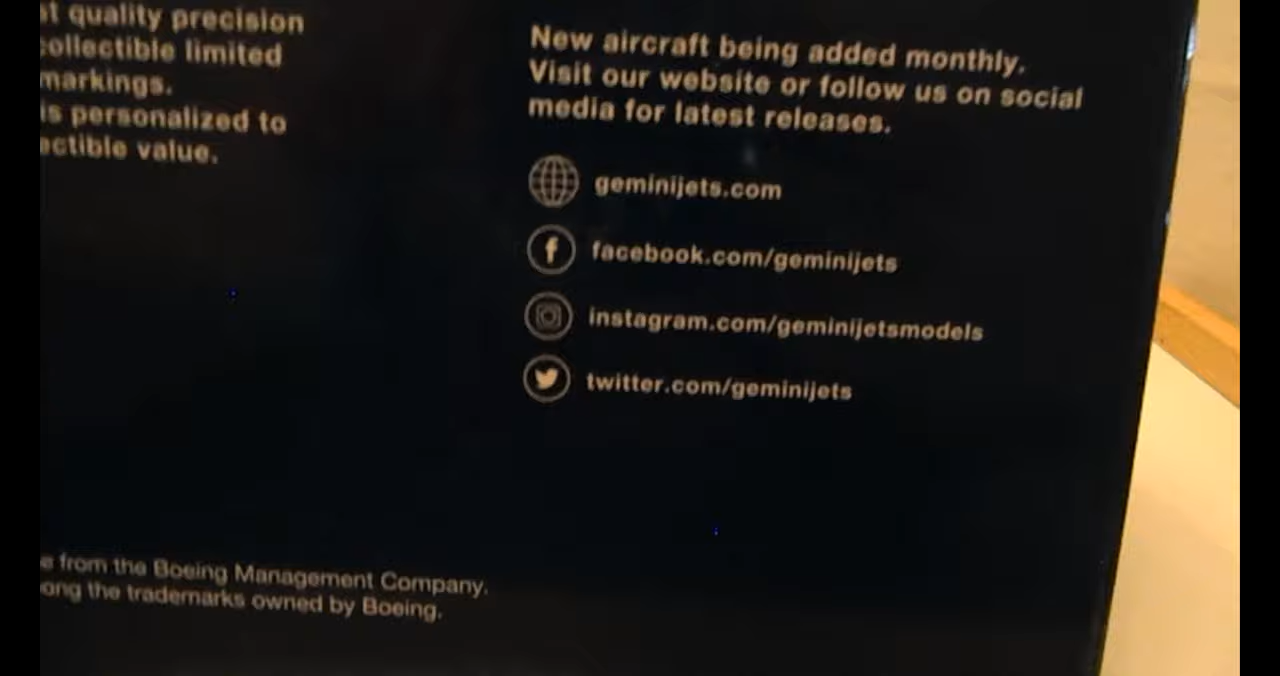 quality precision
collectible limited
markings.
is personalized to
value.
New aircraft being added monthly.
Visit our website or follow us on social
media for latest releases.
geminijets.com
facebook.com/geminijets
instagram.com/geminijetsmodels
twitter.com/geminijets
from the Boeing Management Company.
the trademarks owned by Boeing.